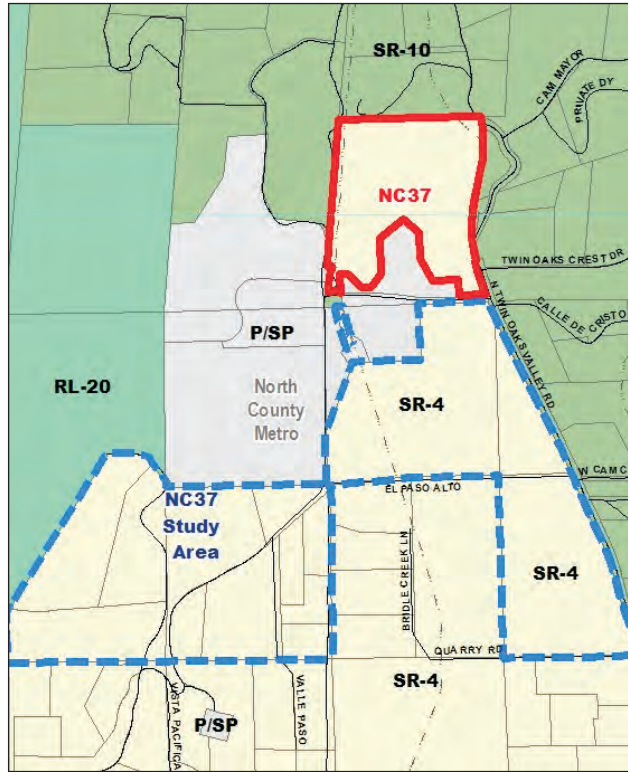 SR-10
CAM MAYOR
PRIVATE DY
NC37
TWIN OAKS CREST DR
N TWIN OAKS VALLEY RD
CALLE DE CRISTO
P/SP
RL-20
North
County
Metro
SR-4
W CAMC
EL PASO ALTO
NC37
Study
Area
BRIDLE CREEK LN
SR-4
QUARRY RD
SR-4
VISTA PACIFICA
P/SP
VALLE PASO